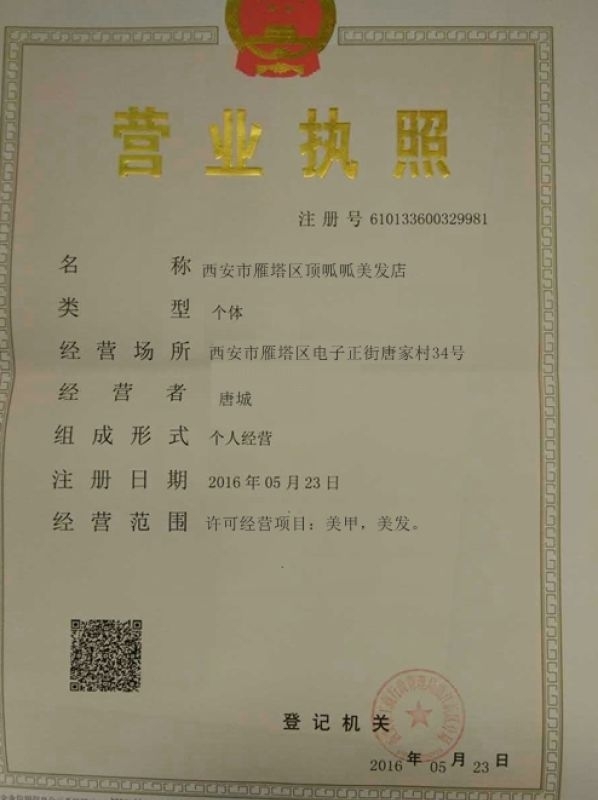 营业执照
注册号 610133600329981
名称 西安市雁塔区顶呱呱美发店
类型 个体
经营场所 西安市雁塔区电子正街唐家村34号
经营者 唐城
组成形式 个人经营
注册日期 2016年05月23日
经营范围 许可经营项目：美甲，美发。
登记机关
2016年05月23日